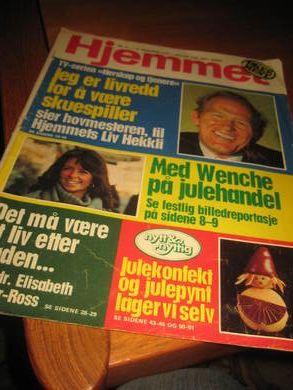 Hjemmet
TV-serien «Herskap og tjenere»
Jeg er livredd
for å være
skuespiller
sier hovmesteren, til
Hjemmets Liv Hekkli
Med Wenche
på julehandel
Se festlig billedreportasje
på sidene 8-9
Det må være
liv etter
dr. Elisabeth
-Ross
SE SIDENE 28-29
nytt &
nyttig
Julekonfekt
og julepynt
lager vi selv
SE SIDENE 43-46 OG 90-91